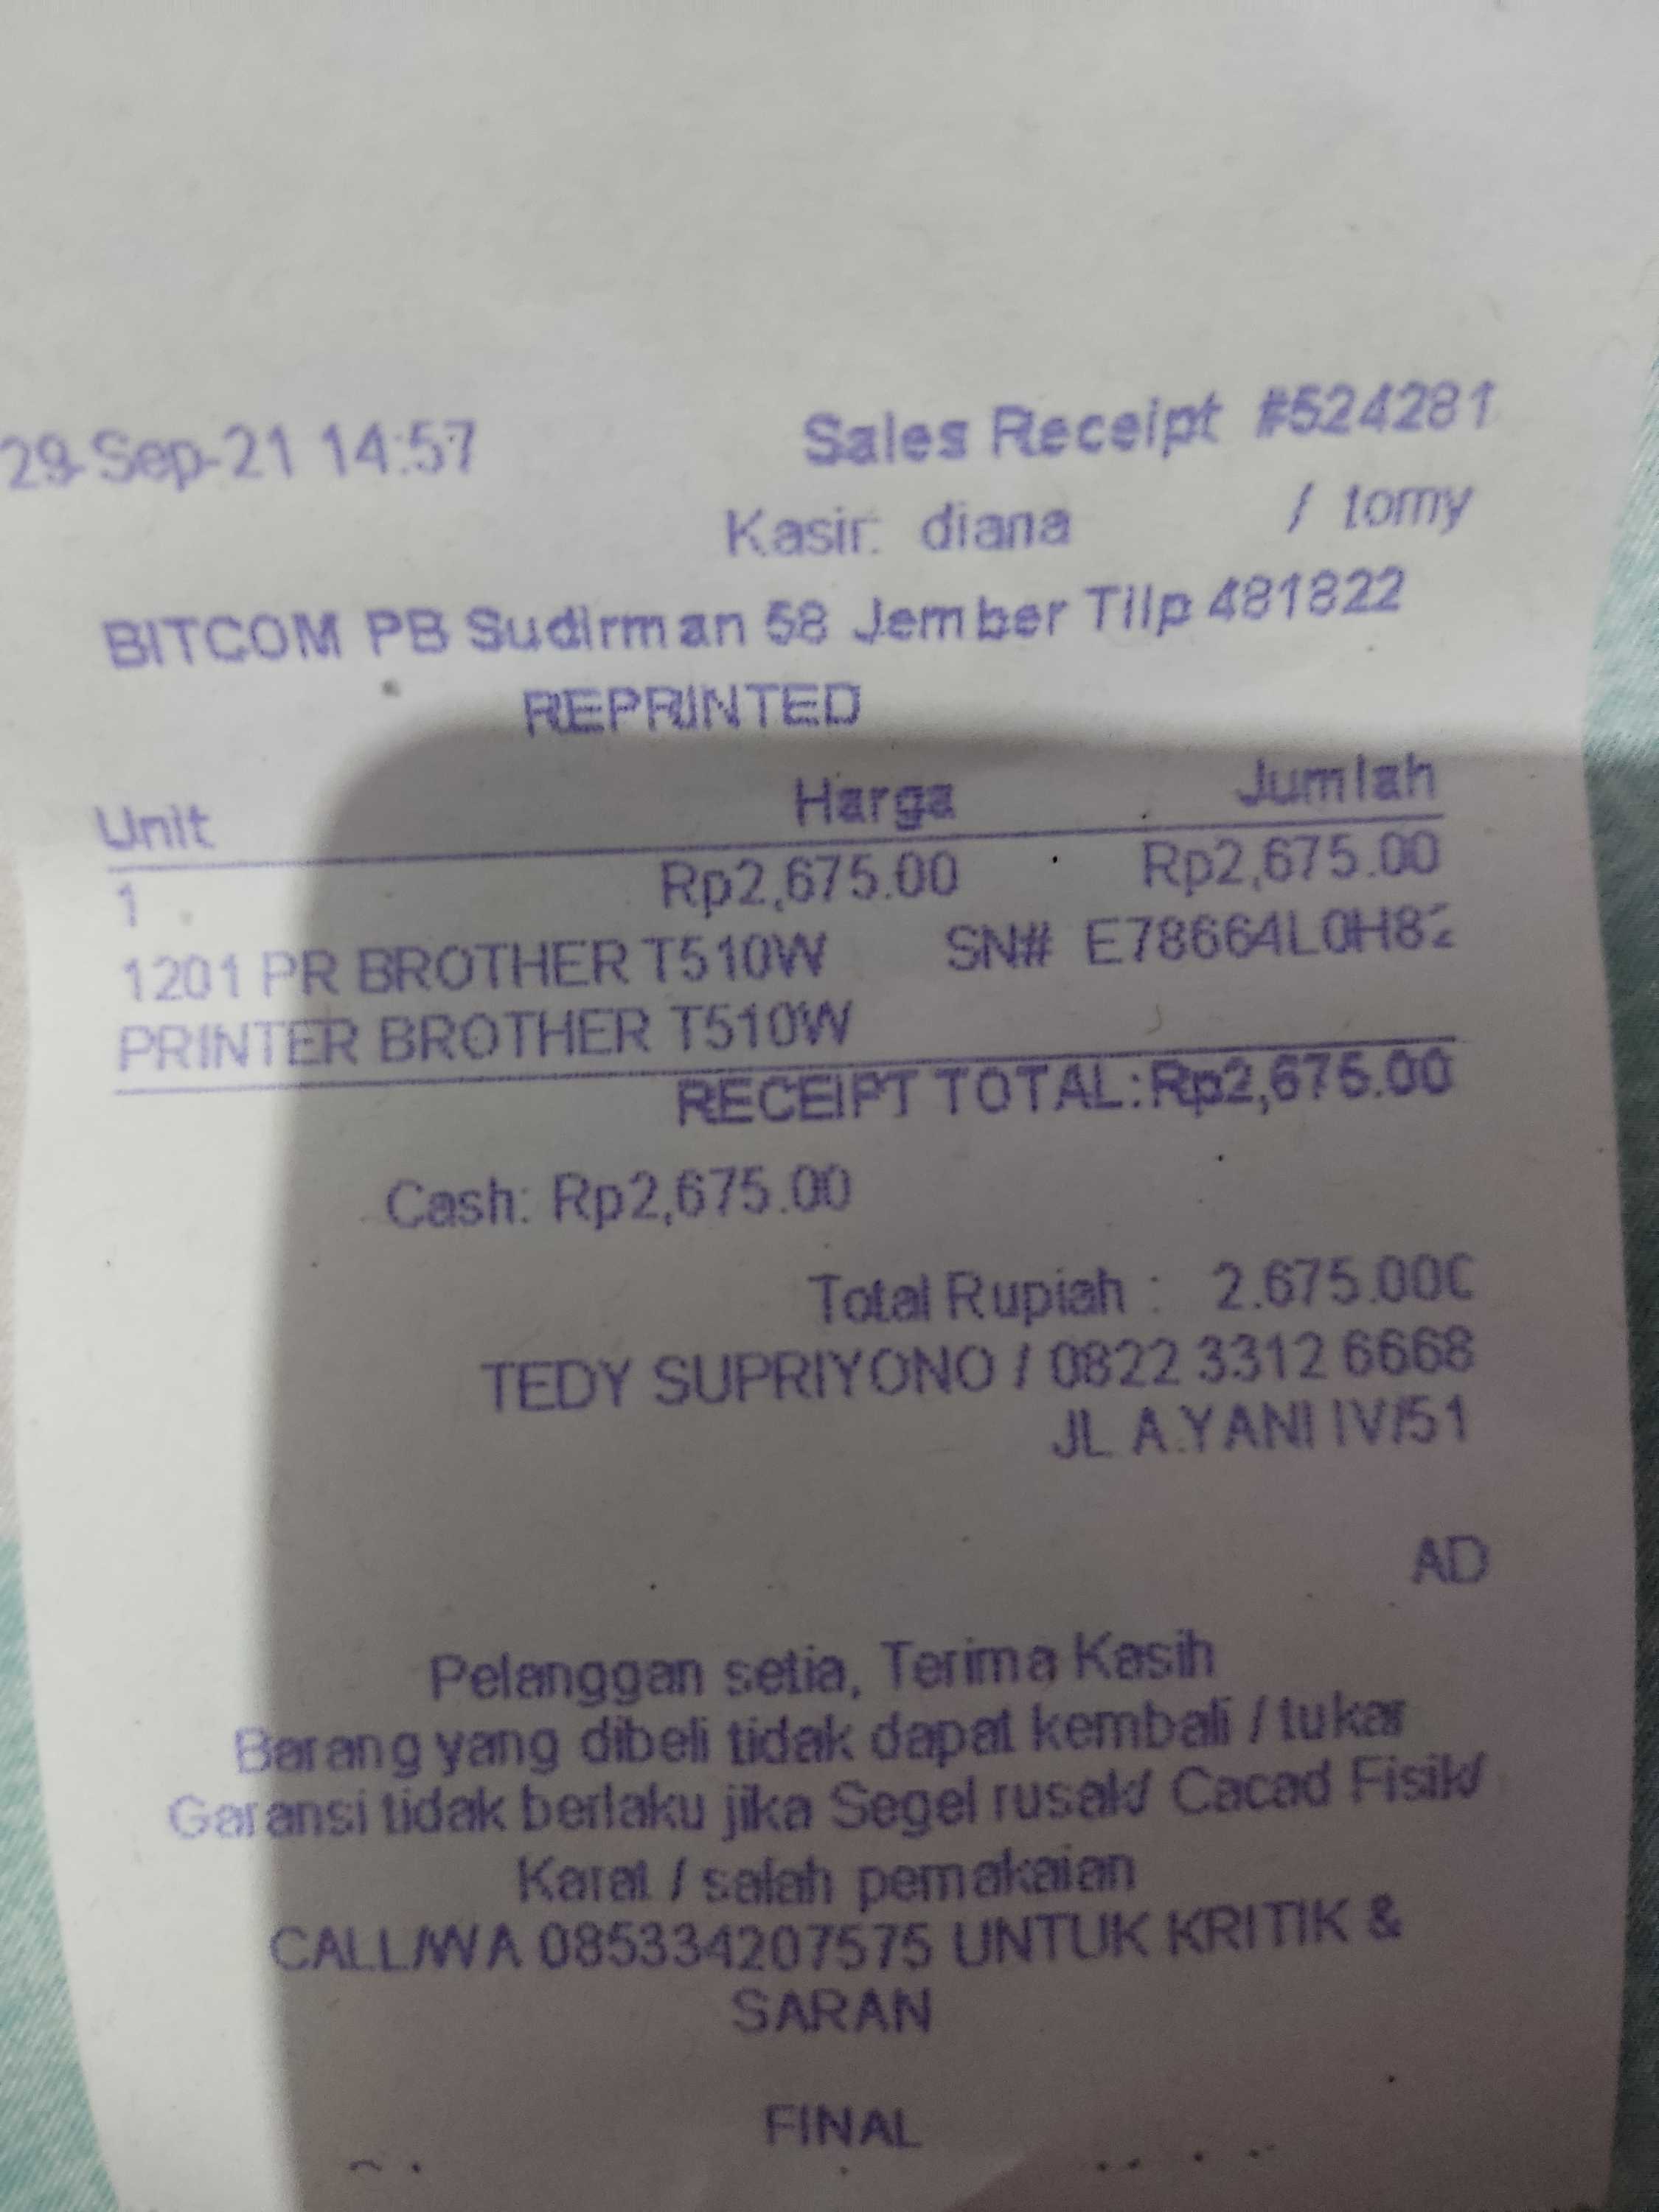 29-Sep-21 14:57 Sales Receipt #524281
Kasir: diana / tomy
BITCOM PB Sudirman 58 Jember Tilp 481822
REPRINTED
Unit Harga Jumlah
1 Rp2,675.00 Rp2,675.00
1201 PR BROTHER T510W SN# E78664L0H82
PRINTER BROTHER T510W
RECEIPT TOTAL: Rp2,675.00
Cash: Rp2,675.00
Total Rupiah : 2.675.000
TEDY SUPRIYONO / 0822 3312 6668
JL A.YANI IV/51
AD
Pelanggan setia, Terima Kasih
Barang yang dibeli tidak dapat kembali / tukar
Garansi tidak berlaku jika Segel rusak/ Cacad Fisik/
Karat / salah pemakaian
CALL/WA 085334207575 UNTUK KRITIK &
SARAN
FINAL